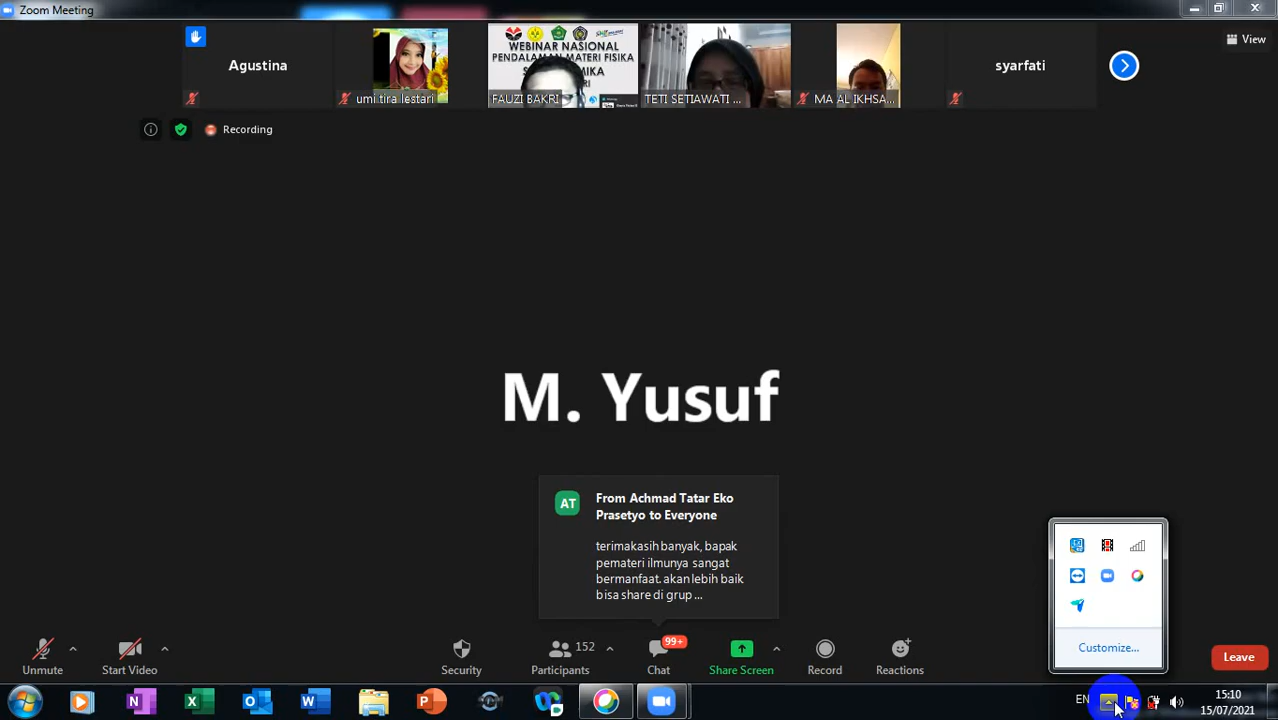 Zoom Meeting
View
Agustina
umi tira lestari
WEBINAR NASIONAL
PENDALAMAN MATERI FISIKA
FAUZI BAKRI
TETI SETIAWATI ...
MA AL IKHSA...
syarfati
Recording
M. Yusuf
AT
From Achmad Tatar Eko
Prasetyo to Everyone
terimakasih banyak, bapak
pemateri ilmunya sangat
bermanfaat. akan lebih baik
bisa share di grup ...
Customize...
Unmute
Start Video
Security
152
Participants
99+
Chat
Share Screen
Record
Reactions
Leave
EN
15:10
15/07/2021